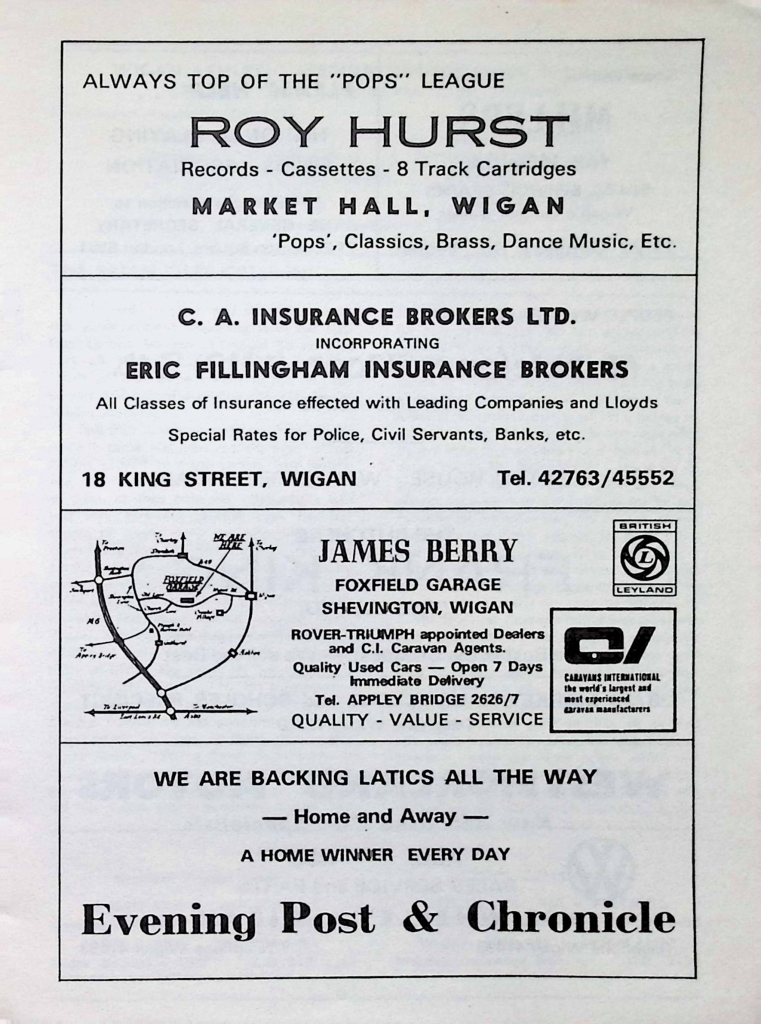 ALWAYS TOP OF THE "POPS" LEAGUE
ROY HURST
Records - Cassettes - 8 Track Cartridges
MARKET HALL, WIGAN
'Pops', Classics, Brass, Dance Music, Etc.
C. A. INSURANCE BROKERS LTD.
INCORPORATING
ERIC FILLINGHAM INSURANCE BROKERS
All Classes of Insurance effected with Leading Companies and Lloyds
Special Rates for Police, Civil Servants, Banks, etc.
18 KING STREET, WIGAN Tel. 42763/45552
WE ARE
HERE
FOXFIELD
GARAGE
M6
JAMES BERRY
FOXFIELD GARAGE
SHEVINGTON, WIGAN
ROVER-TRIUMPH appointed Dealers
and C.I. Caravan Agents.
Quality Used Cars — Open 7 Days
Immediate Delivery
Tel. APPLEY BRIDGE 2626/7
QUALITY - VALUE - SERVICE
BRITISH
L
LEYLAND
CARAVANS INTERNATIONAL
the world's largest and
most experienced
caravan manufacturers
WE ARE BACKING LATICS ALL THE WAY
— Home and Away —
A HOME WINNER EVERY DAY
Evening Post & Chronicle